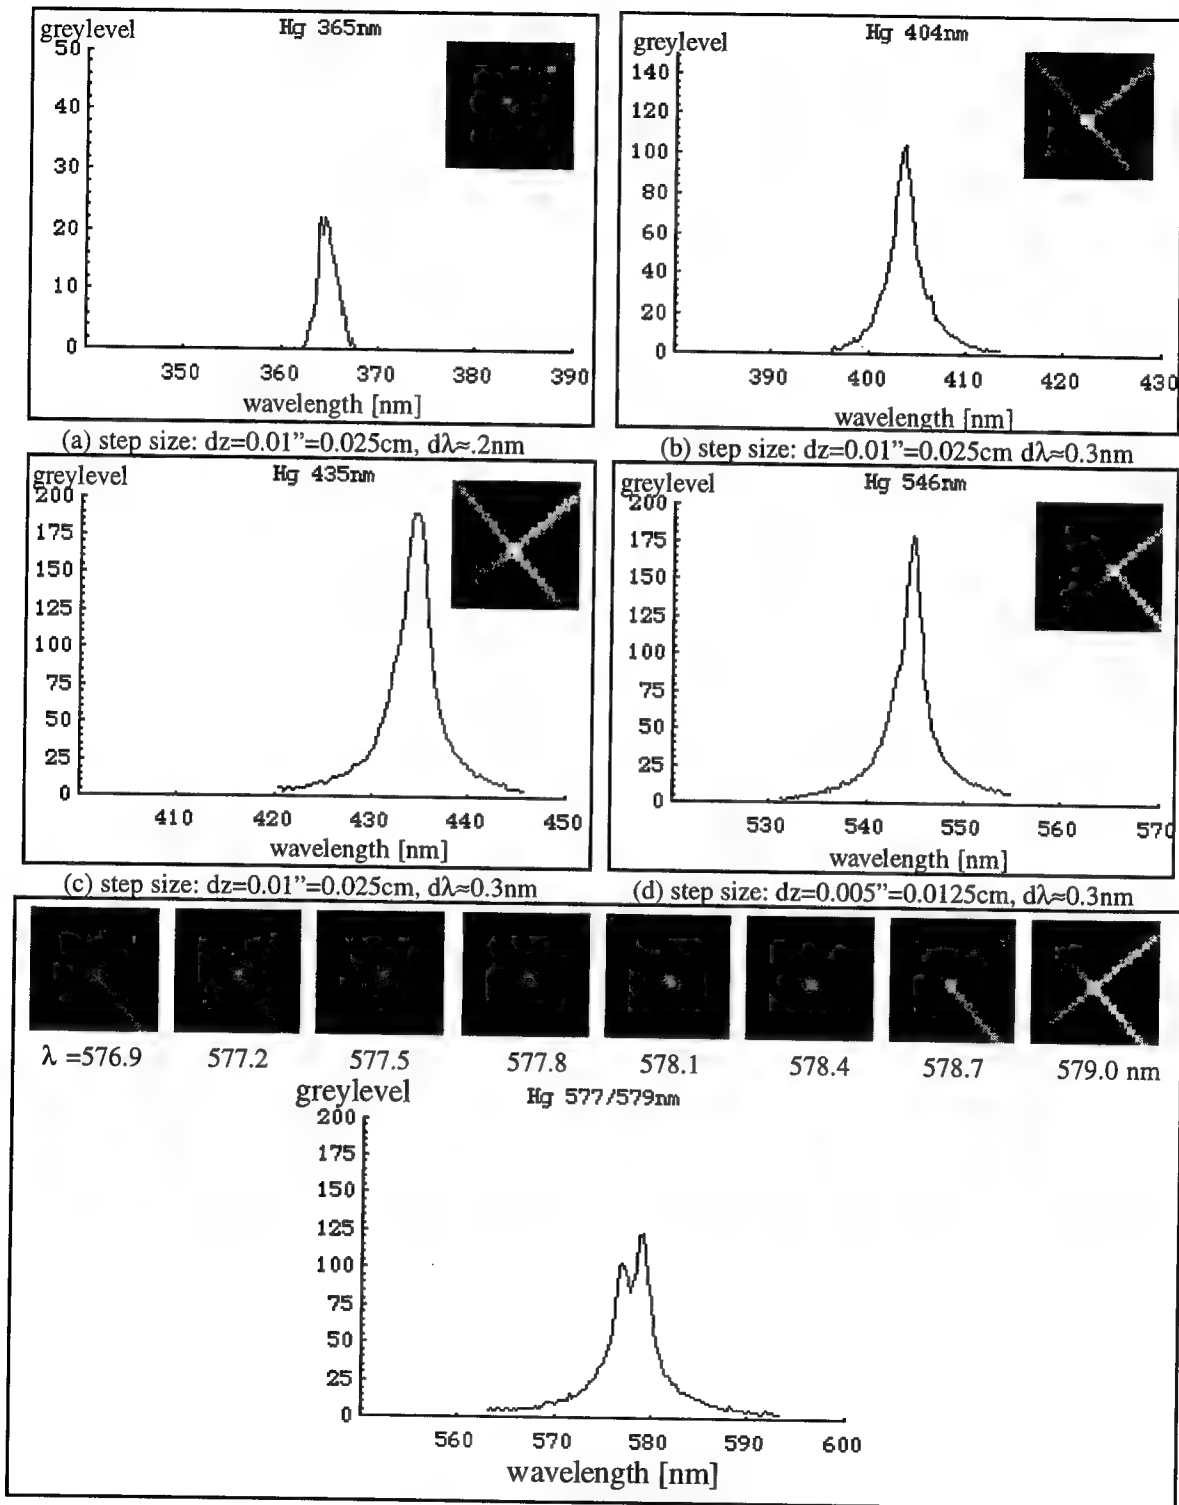 Hg 365nm
greylevel
50
40
30
20
10
0
350 360 370 380 390
wavelength [nm]
(a) step size: dz=0.01”=0.025cm, dλ≈.2nm
Hg 404nm
greylevel
140
120
100
80
60
40
20
0
390 400 410 420 430
wavelength [nm]
(b) step size: dz=0.01”=0.025cm dλ≈0.3nm
Hg 435nm
greylevel
200
175
150
125
100
75
50
25
0
410 420 430 440 450
wavelength [nm]
(c) step size: dz=0.01”=0.025cm, dλ≈0.3nm
Hg 546nm
greylevel
200
175
150
125
100
75
50
25
0
530 540 550 560 570
wavelength [nm]
(d) step size: dz=0.005”=0.0125cm, dλ≈0.3nm
λ =576.9 577.2 577.5 577.8 578.1 578.4 578.7 579.0 nm
Hg 577/579nm
greylevel
200
175
150
125
100
75
50
25
0
560 570 580 590 600
wavelength [nm]